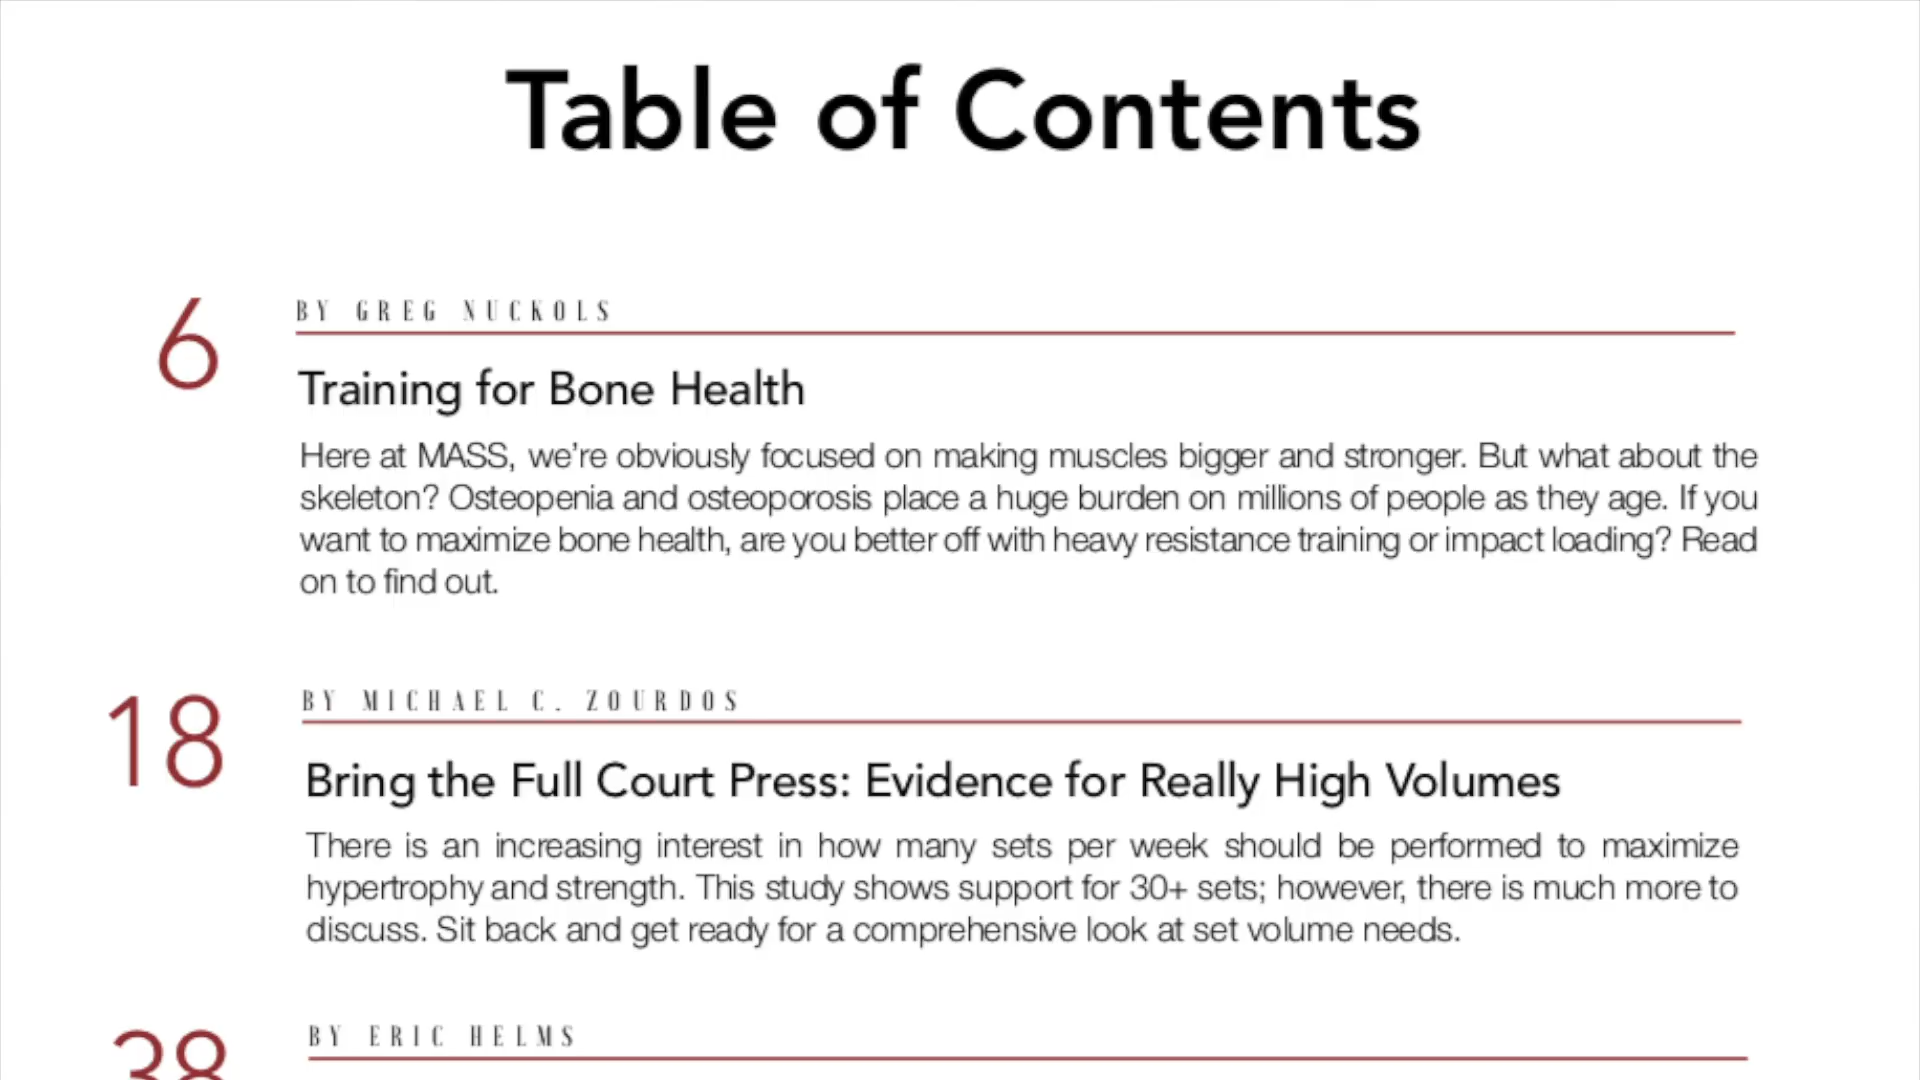 Table of Contents
6
BY GREG NUCKOLS
Training for Bone Health
Here at MASS, we’re obviously focused on making muscles bigger and stronger. But what about the
skeleton? Osteopenia and osteoporosis place a huge burden on millions of people as they age. If you
want to maximize bone health, are you better off with heavy resistance training or impact loading? Read
on to find out.
18
BY MICHAEL C. ZOURDOS
Bring the Full Court Press: Evidence for Really High Volumes
There is an increasing interest in how many sets per week should be performed to maximize
hypertrophy and strength. This study shows support for 30+ sets; however, there is much more to
discuss. Sit back and get ready for a comprehensive look at set volume needs.
38
BY ERIC HELMS